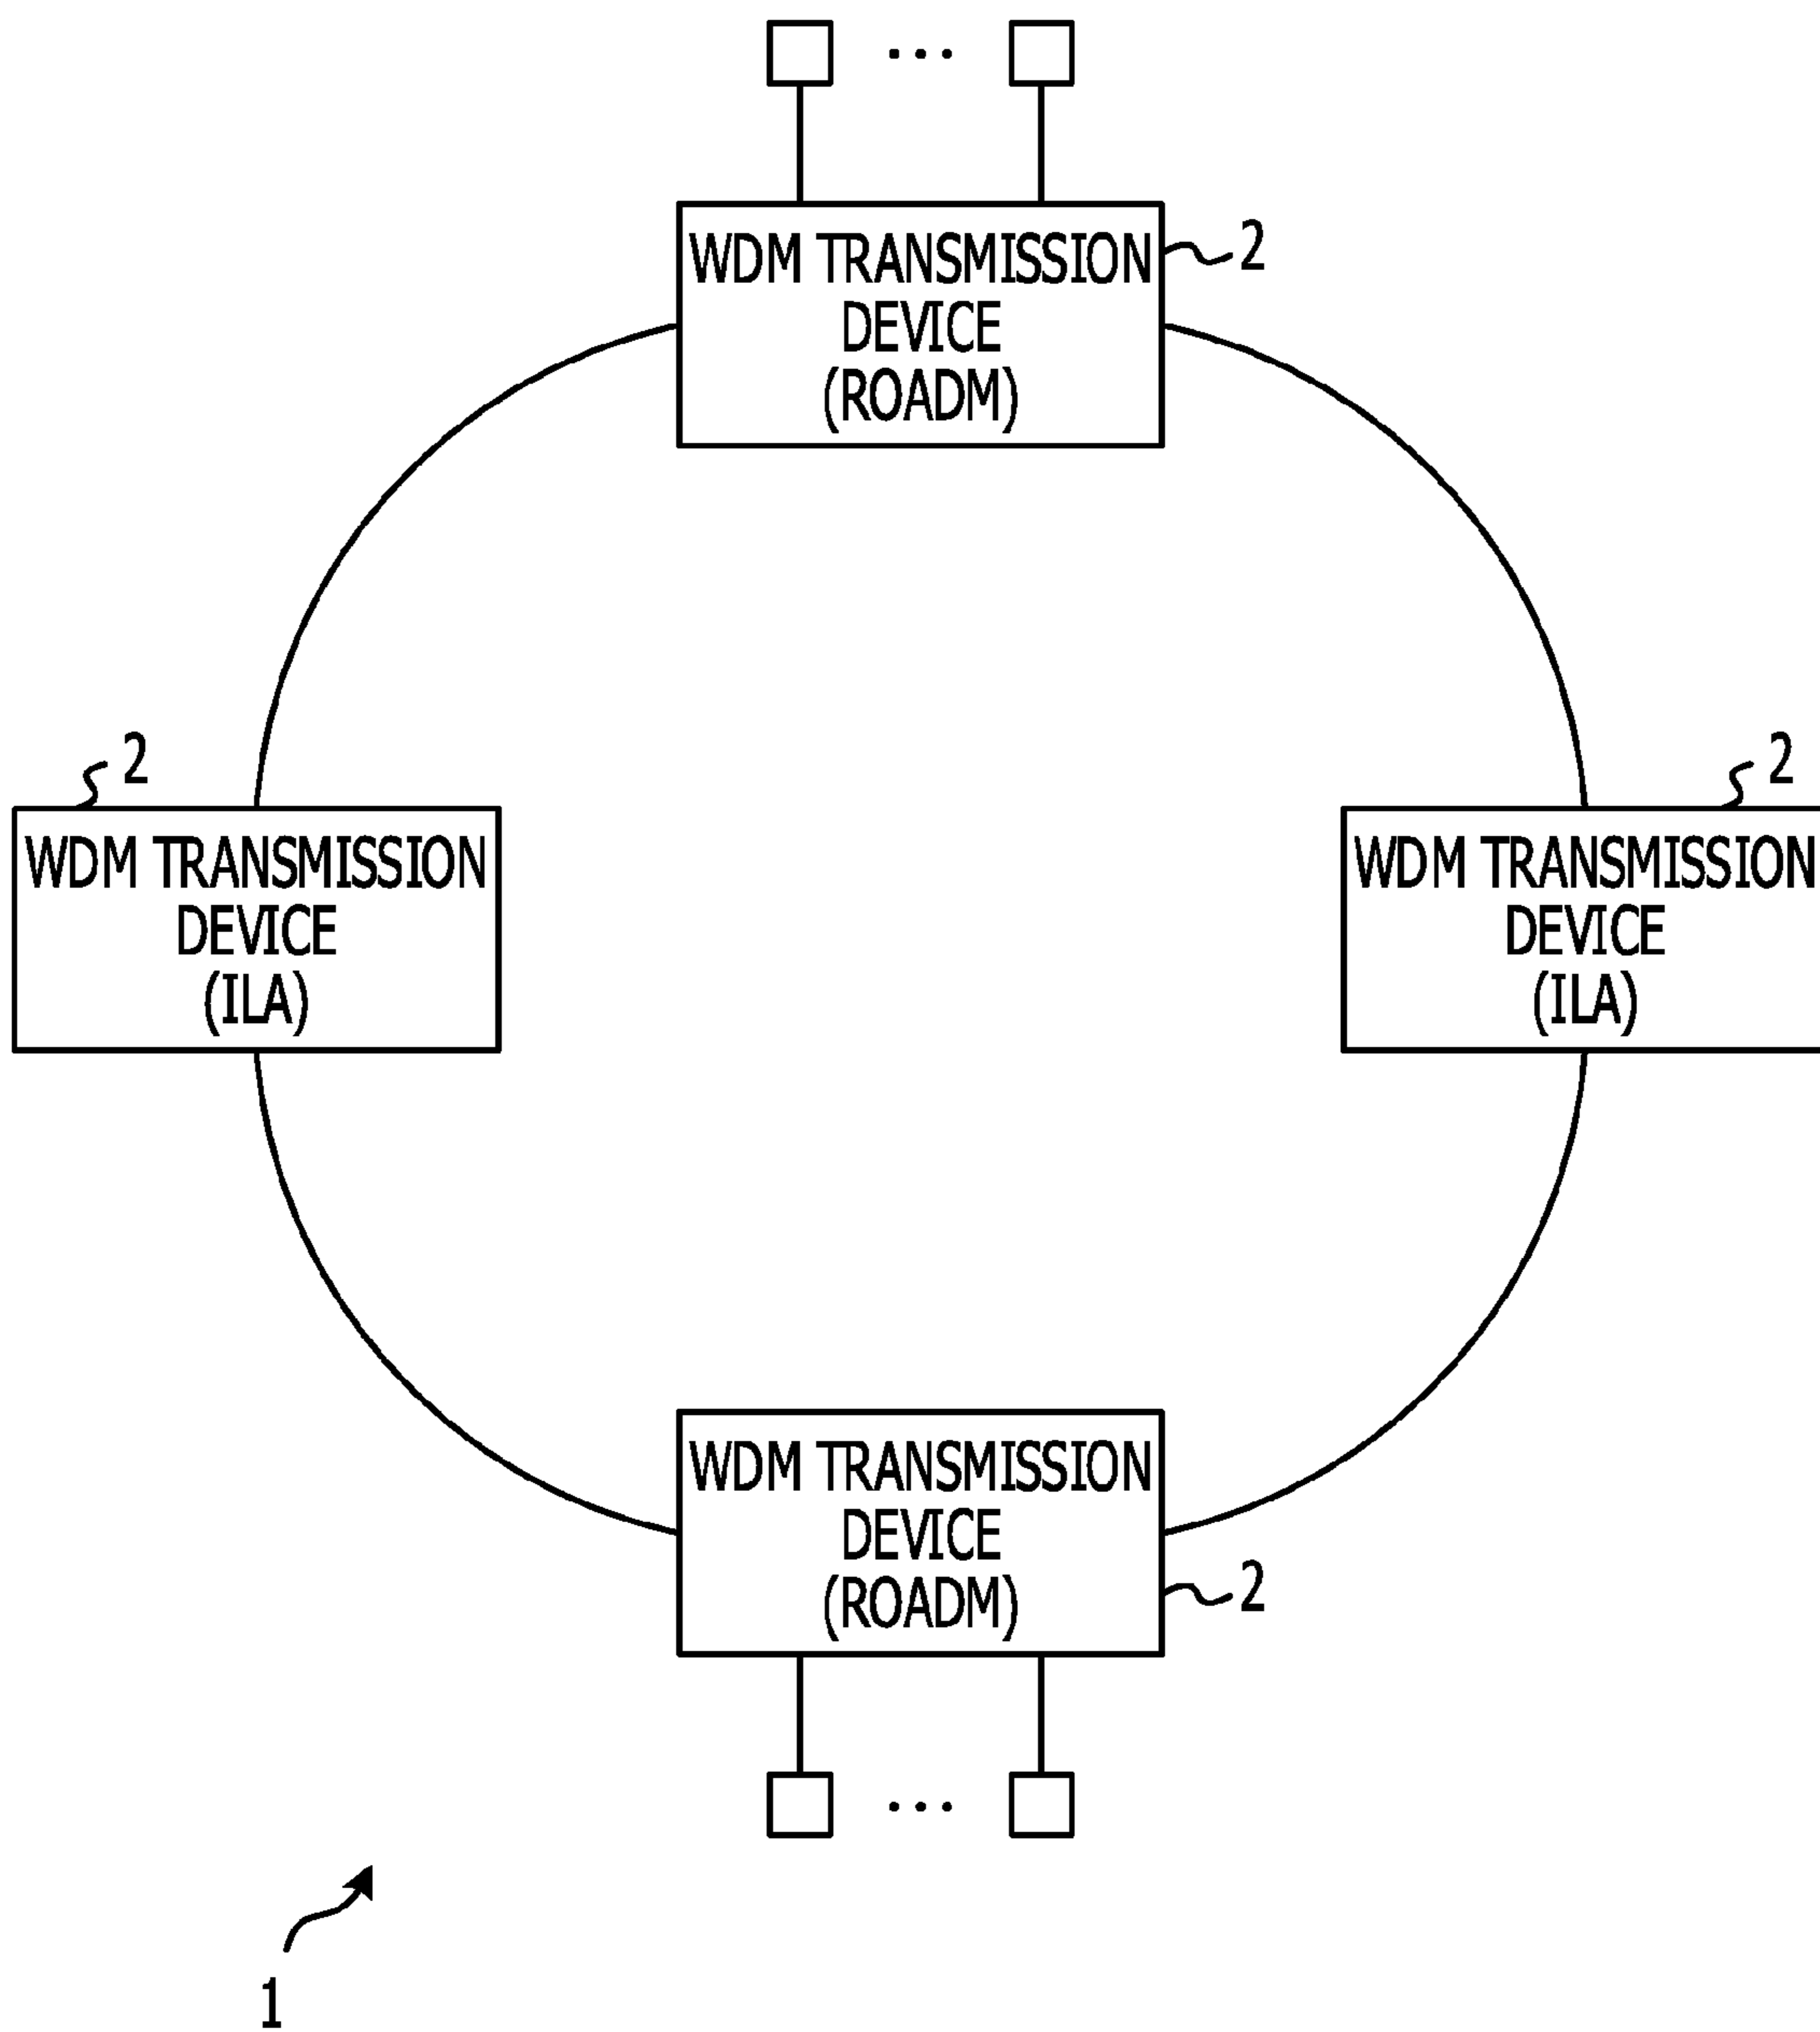 ...
WDM TRANSMISSION
DEVICE
(ROADM)
2
2
WDM TRANSMISSION
DEVICE
(ILA)
2
WDM TRANSMISSION
DEVICE
(ILA)
WDM TRANSMISSION
DEVICE
(ROADM)
2
...
1